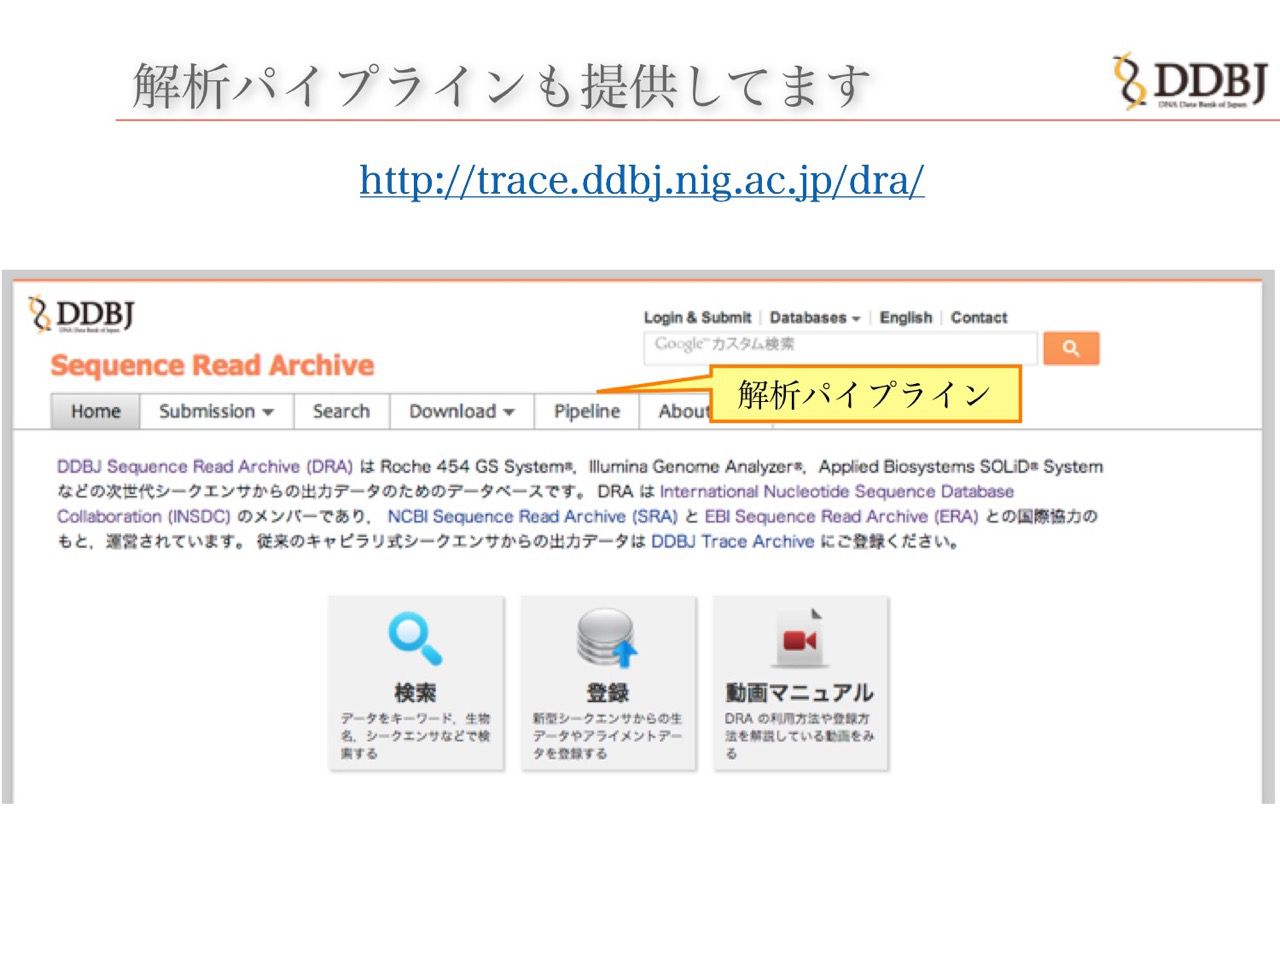 解析パイプラインも提供してます
DDBJ
DNA Data Bank of Japan
http://trace.ddbj.nig.ac.jp/dra/
DDBJ
DNA Data Bank of Japan
Login & Submit | Databases | English | Contact
Google™ カスタム検索
Sequence Read Archive
解析パイプライン
Home Submission Search Download Pipeline About
DDBJ Sequence Read Archive (DRA) は Roche 454 GS System®, Illumina Genome Analyzer®, Applied Biosystems SOLiD® System
などの次世代シークエンサからの出力データのためのデータベースです。 DRA は International Nucleotide Sequence Database
Collaboration (INSDC) のメンバーであり, NCBI Sequence Read Archive (SRA) と EBI Sequence Read Archive (ERA) との国際協力の
もと, 運営されています。 従来のキャピラリ式シークエンサからの出力データは DDBJ Trace Archive にご登録ください。
検索
データをキーワード, 生物
名, シークエンサなどで検
索する
登録
新型シークエンサからの生
データやアライメントデー
タを登録する
動画マニュアル
DRA の利用方法や登録方
法を解説している動画をみ
る